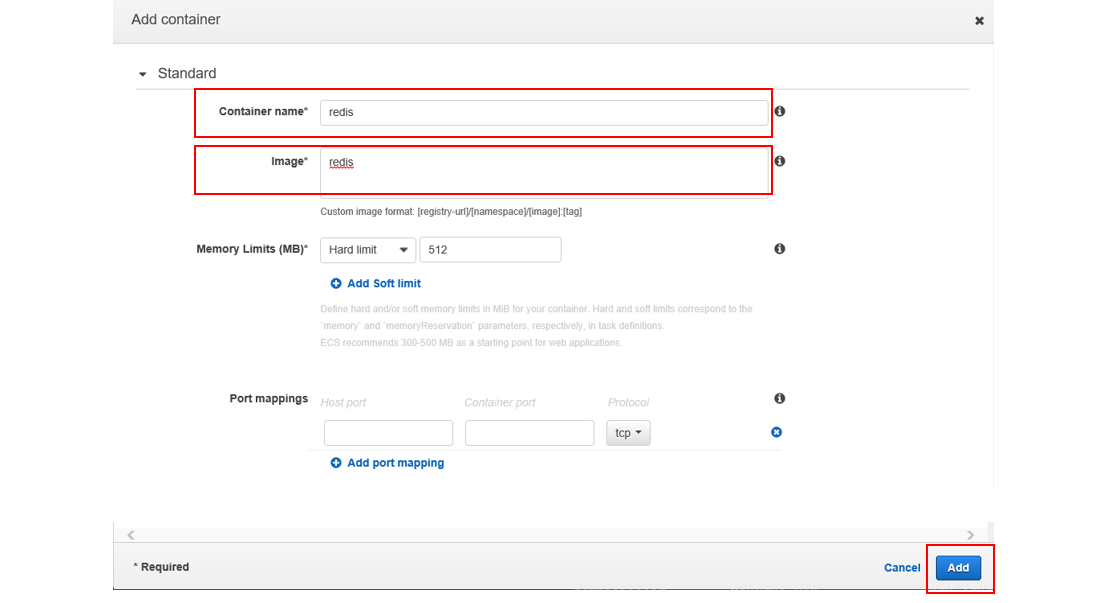 Add container
Standard
Container name* redis
Image* redis
Custom image format: [registry-url]/[namespace]/[image]:[tag]
Memory Limits (MB)* Hard limit 512
Add Soft limit
Define hard and/or soft memory limits in MiB for your container. Hard and soft limits correspond to the
`memory` and `memoryReservation` parameters, respectively, in task definitions.
ECS recommends 300-500 MB as a starting point for web applications.
Port mappings Host port Container port Protocol
tcp
Add port mapping
* Required Cancel Add